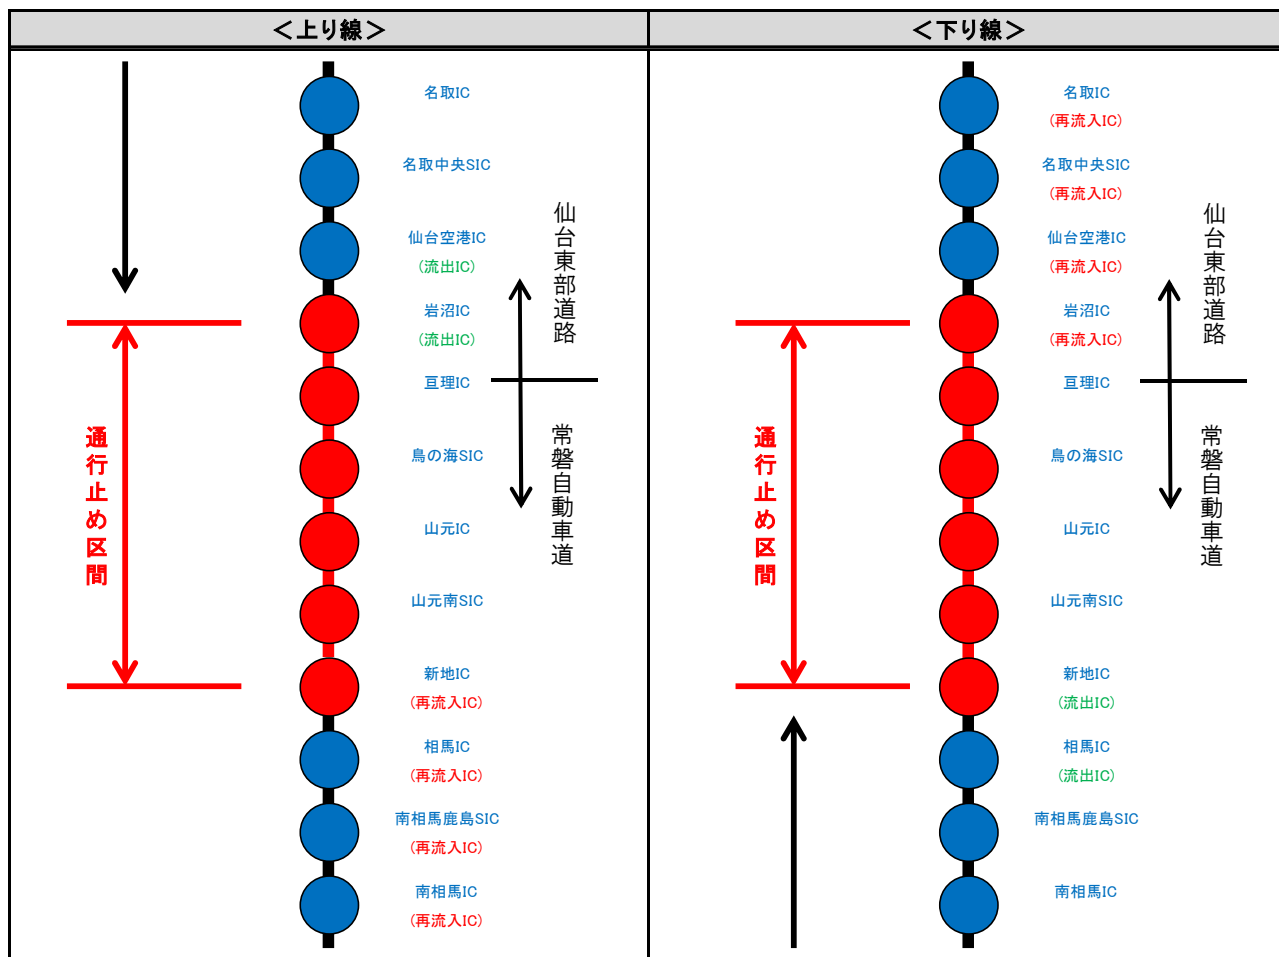 ＜上り線＞
名取IC
名取中央SIC
仙台空港IC
(流出IC)
岩沼IC
(流出IC)
亘理IC
鳥の海SIC
山元IC
山元南SIC
新地IC
(再流入IC)
相馬IC
(再流入IC)
南相馬鹿島SIC
(再流入IC)
南相馬IC
(再流入IC)
通行止め区間
仙台東部道路
常磐自動車道
＜下り線＞
名取IC
(再流入IC)
名取中央SIC
(再流入IC)
仙台空港IC
(再流入IC)
岩沼IC
(再流入IC)
亘理IC
鳥の海SIC
山元IC
山元南SIC
新地IC
(流出IC)
相馬IC
(流出IC)
南相馬鹿島SIC
南相馬IC
通行止め区間
仙台東部道路
常磐自動車道